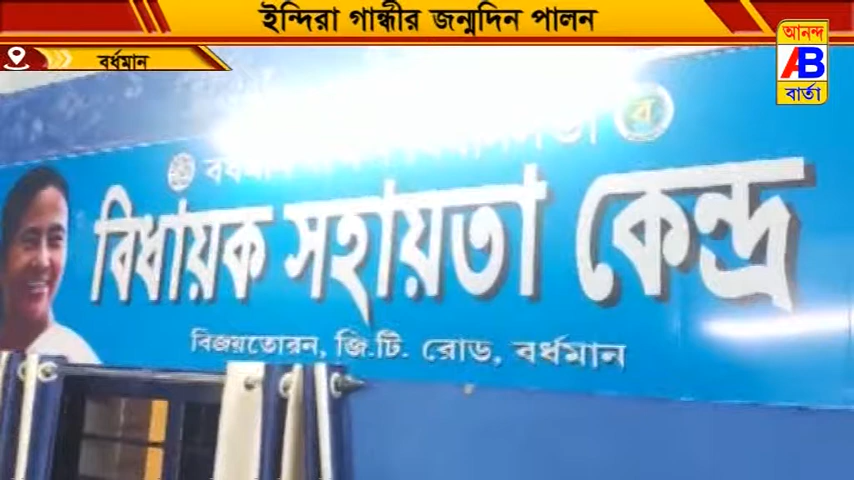 ইন্দিরা গান্ধীর জন্মদিন পালন
বর্ধমান
আনন্দ
AB
বার্তা
বিধায়ক সহায়তা কেন্দ্র
বিজয়তোরন, জি.টি. রোড, বর্ধমান